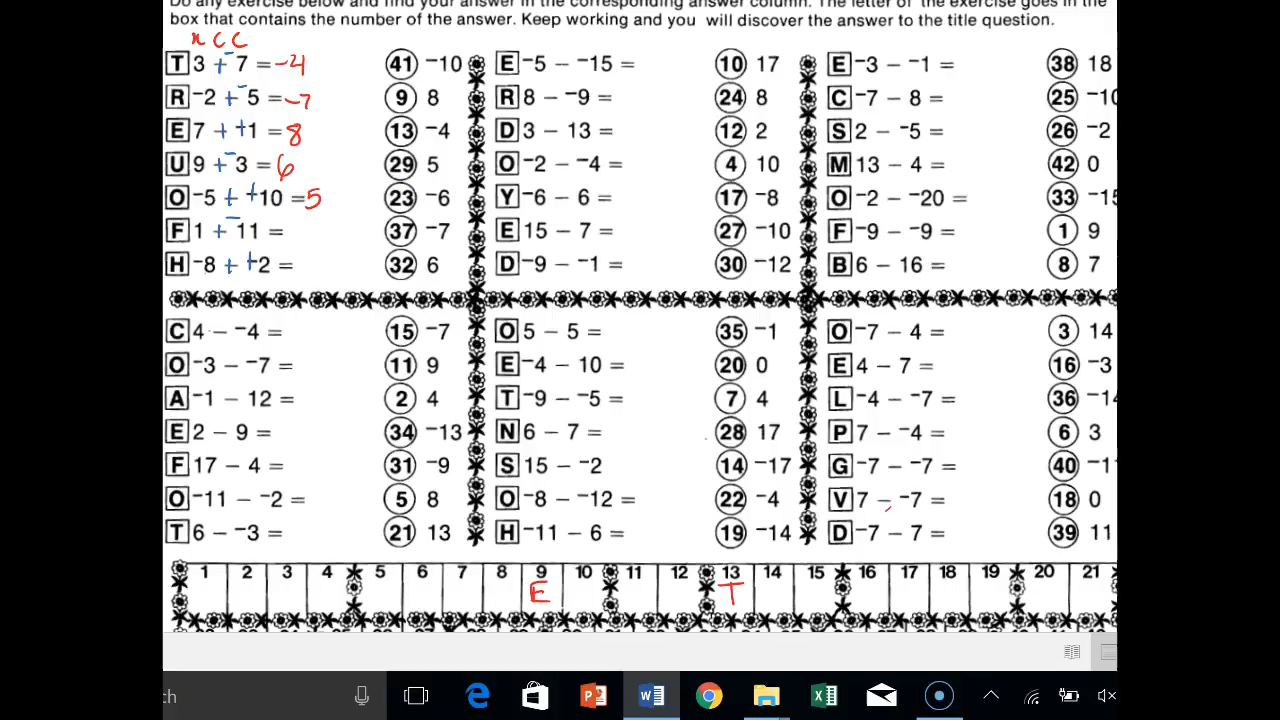 Do any exercise below and find your answer in the corresponding answer column. The letter of the exercise goes in the
box that contains the number of the answer. Keep working and you will discover the answer to the title question.
C C
T 3 + ⁻7 = -4 41 ⁻10 E ⁻5 − ⁻15 = 10 17 E ⁻3 − ⁻1 = 38 18
R ⁻2 + ⁻5 = -7 9 8 R 8 − ⁻9 = 24 8 C ⁻7 − 8 = 25 ⁻10
E 7 + +1 = 8 13 ⁻4 D 3 − 13 = 12 2 S 2 − ⁻5 = 26 ⁻2
U 9 + ⁻3 = 6 29 5 O ⁻2 − ⁻4 = 4 10 M 13 − 4 = 42 0
O ⁻5 + +10 = 5 23 ⁻6 Y ⁻6 − 6 = 17 ⁻8 O ⁻2 − ⁻20 = 33 ⁻15
F 1 + ⁻11 = 37 ⁻7 E 15 − 7 = 27 ⁻10 F ⁻9 − ⁻9 = 1 9
H ⁻8 + +2 = 32 6 D ⁻9 − ⁻1 = 30 ⁻12 B 6 − 16 = 8 7
C 4 − ⁻4 = 15 ⁻7 O 5 − 5 = 35 ⁻1 O ⁻7 − 4 = 3 14
O ⁻3 − ⁻7 = 11 9 E ⁻4 − 10 = 20 0 E 4 − 7 = 16 ⁻3
A ⁻1 − 12 = 2 4 T ⁻9 − ⁻5 = 7 4 L ⁻4 − ⁻7 = 36 ⁻14
E 2 − 9 = 34 ⁻13 N 6 − 7 = 28 17 P 7 − ⁻4 = 6 3
F 17 − 4 = 31 ⁻9 S 15 − ⁻2 14 ⁻17 G ⁻7 − ⁻7 = 40 ⁻11
O ⁻11 − ⁻2 = 5 8 O ⁻8 − ⁻12 = 22 ⁻4 V 7 − ⁻7 = 18 0
T 6 − ⁻3 = 21 13 H ⁻11 − 6 = 19 ⁻14 D ⁻7 − 7 = 39 11
1 2 3 4 5 6 7 8 9 10 11 12 13 14 15 16 17 18 19 20 21
E T
ch